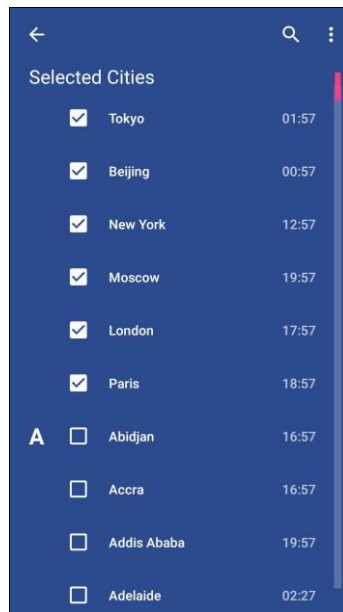 Selected Cities
Tokyo 01:57
Beijing 00:57
New York 12:57
Moscow 19:57
London 17:57
Paris 18:57
A Abidjan 16:57
Accra 16:57
Addis Ababa 19:57
Adelaide 02:27